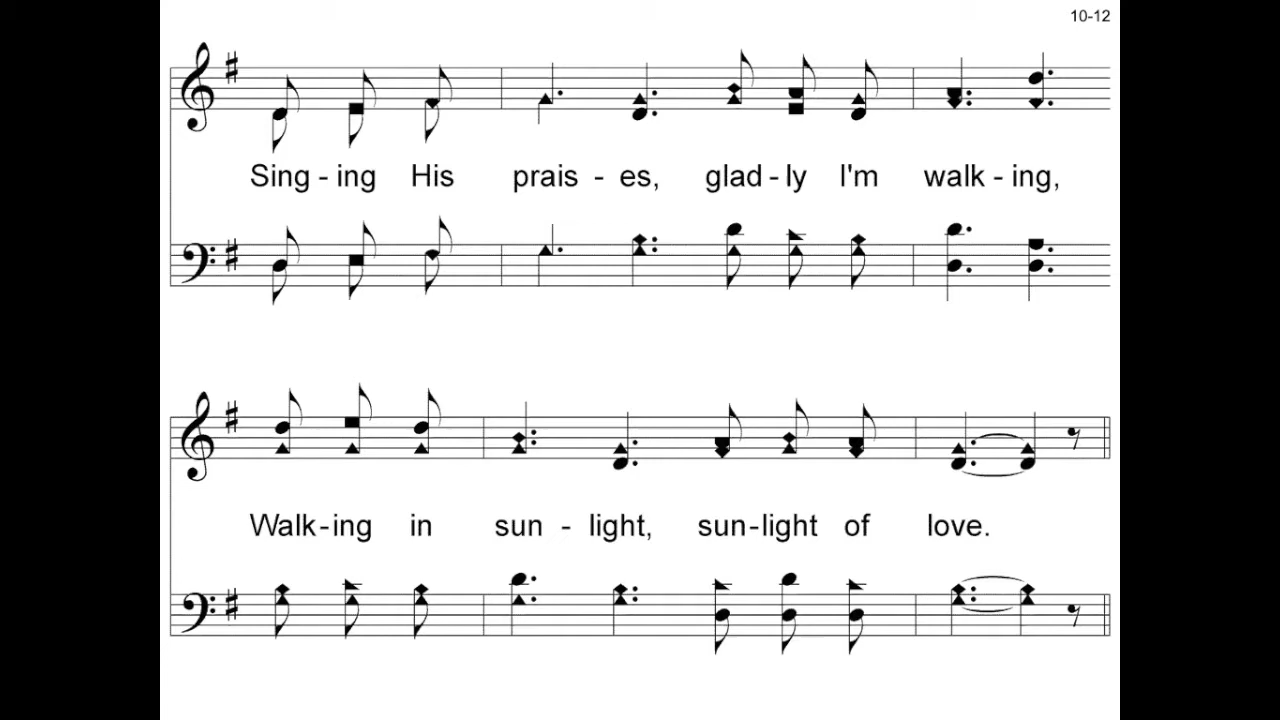 10-12
Sing - ing His prais - es, glad - ly I'm walk - ing,
Walk - ing in sun - light, sun - light of love.